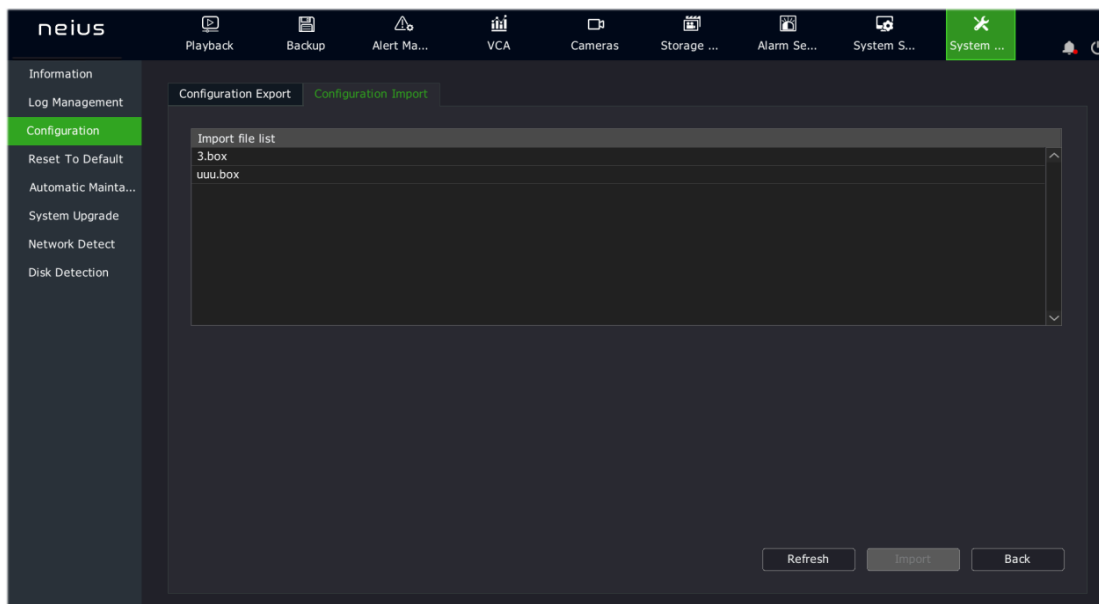 neius
Playback
Backup
Alert Ma...
VCA
Cameras
Storage ...
Alarm Se...
System S...
System ...
Information
Log Management
Configuration
Reset To Default
Automatic Mainta...
System Upgrade
Network Detect
Disk Detection
Configuration Export
Configuration Import
Import file list
3.box
uuu.box
Refresh
Import
Back